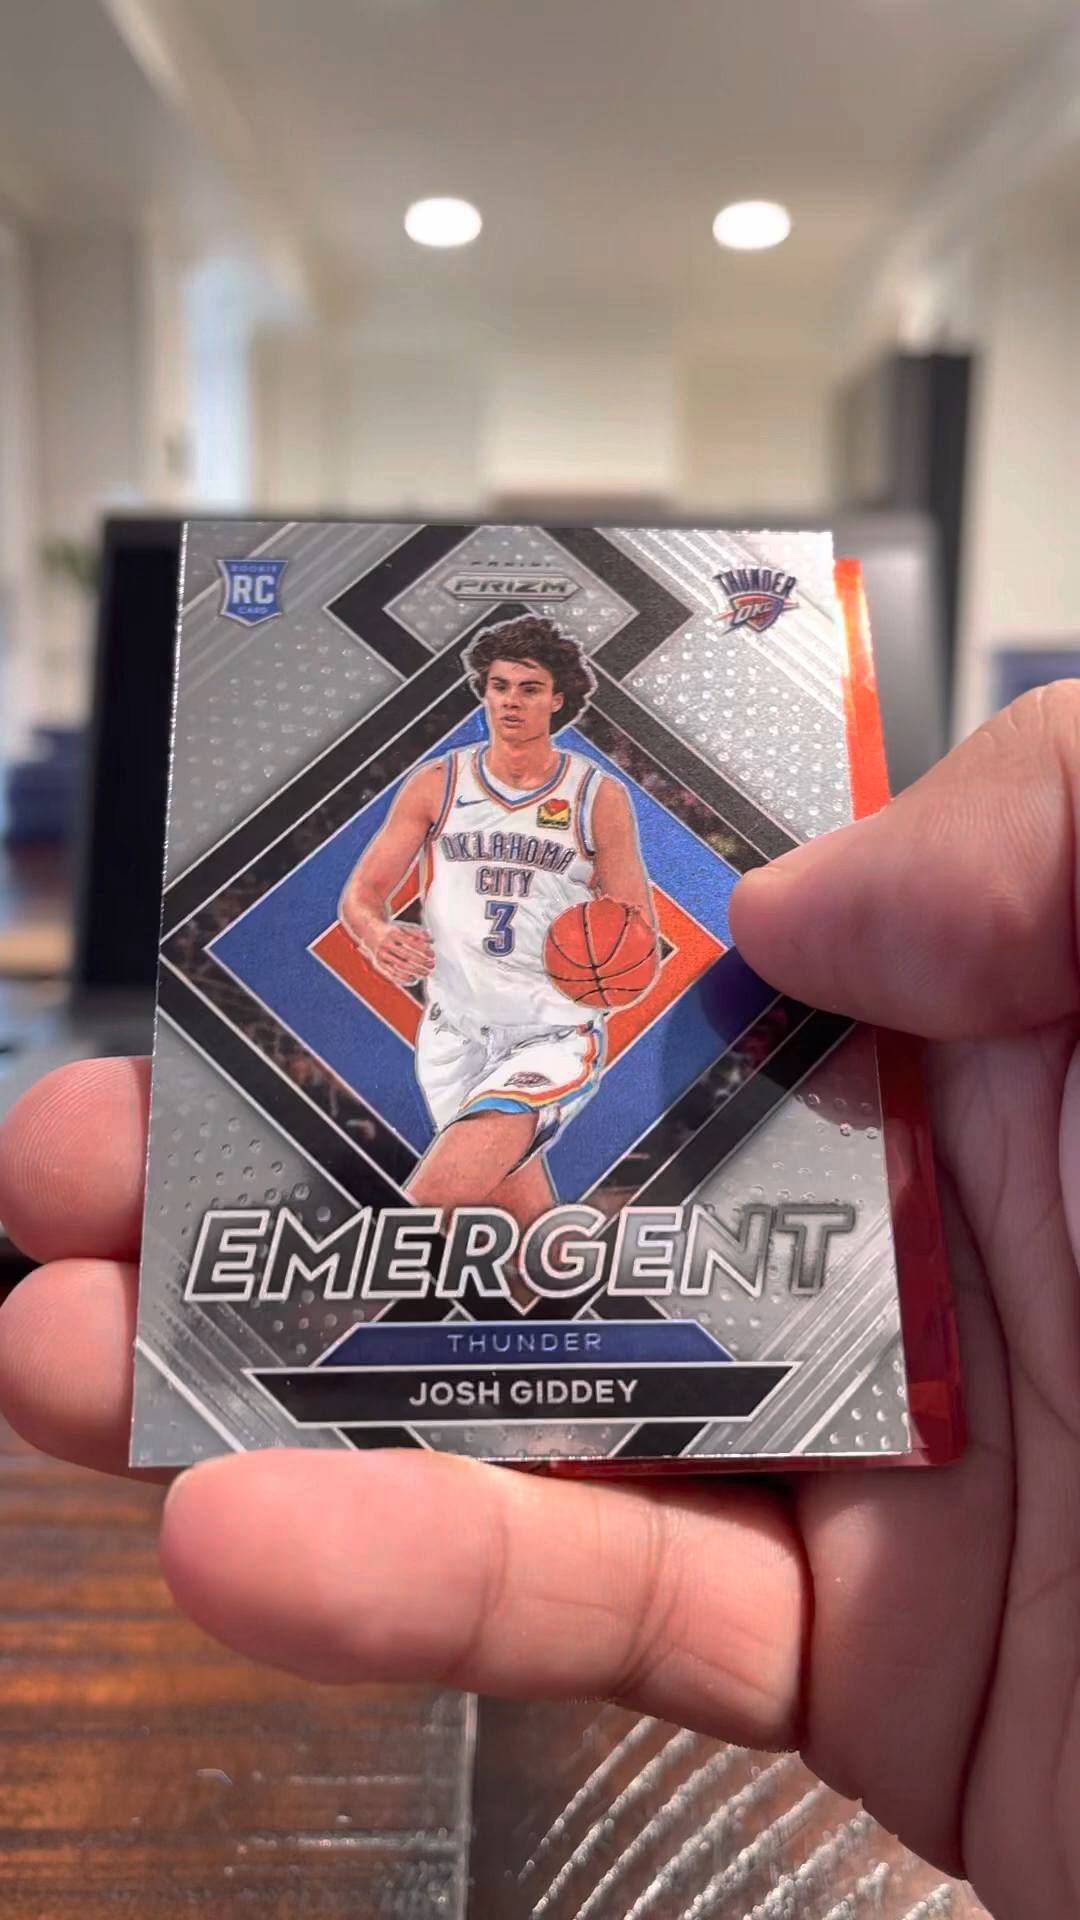 PANINI
PRIZM
ROOKIE
RC
CARD
THUNDER
OKC
OKLAHOMA
CITY
3
EMERGENT
THUNDER
JOSH GIDDEY